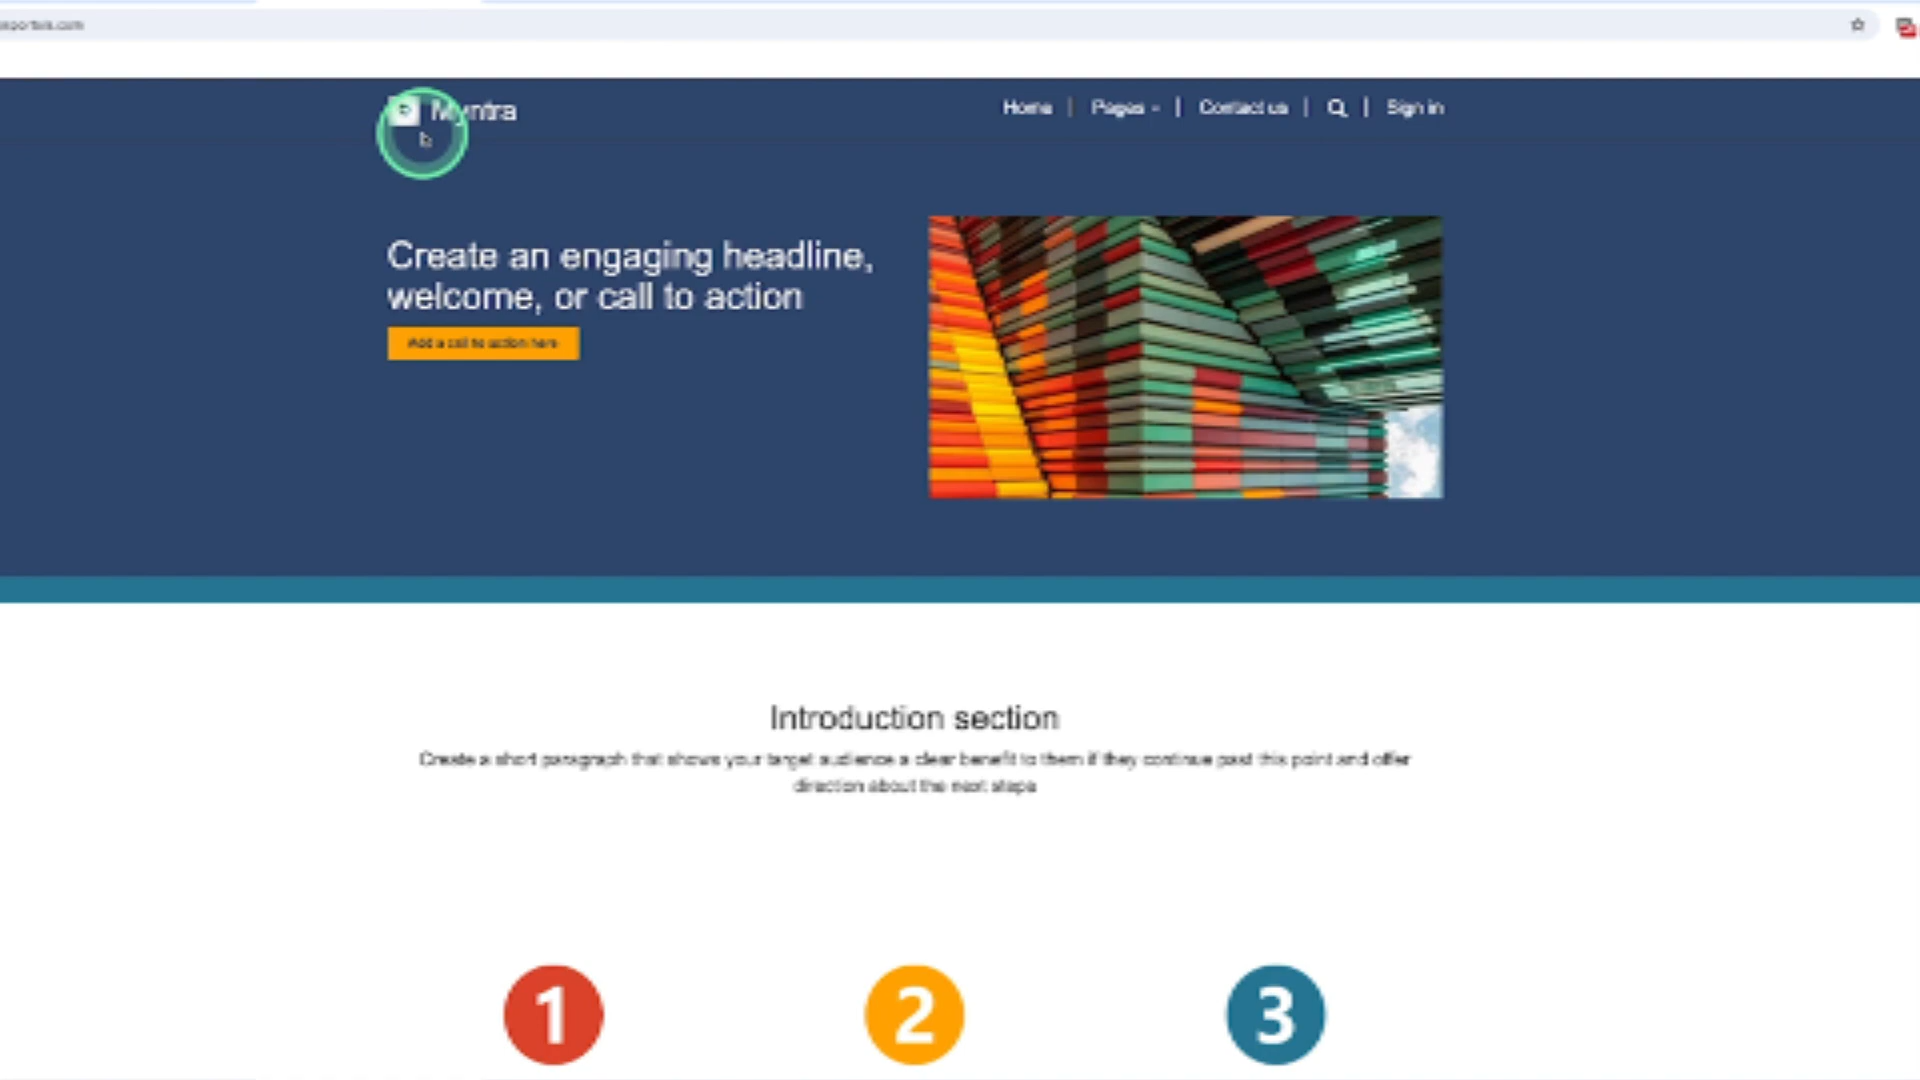 Myntra
Home | Pages | Contact us | Sign in
Create an engaging headline,
welcome, or call to action
Add a call to action here
Introduction section
Create a short paragraph that shows your target audience a clear benefit to them if they continue past this point and offer
direction about the next steps
1 2 3